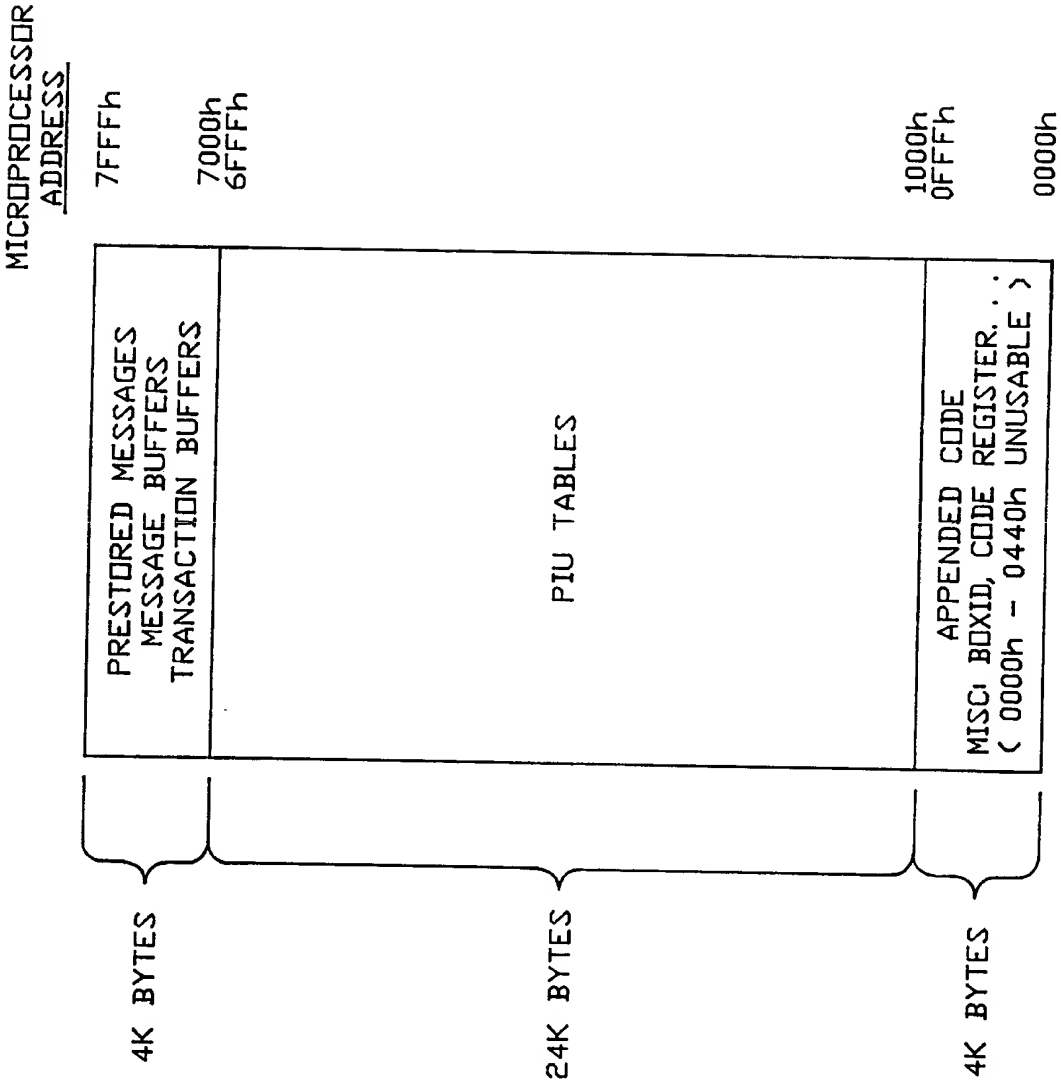 MICROPROCESSOR
ADDRESS
7FFFh
7000h
6FFFh
1000h
0FFFh
0000h
PRESTORED MESSAGES
MESSAGE BUFFERS
TRANSACTION BUFFERS
PIU TABLES
APPENDED CODE
MISC: BOXID, CODE REGISTER. . .
( 0000h - 0440h UNUSABLE )
4K BYTES
24K BYTES
4K BYTES